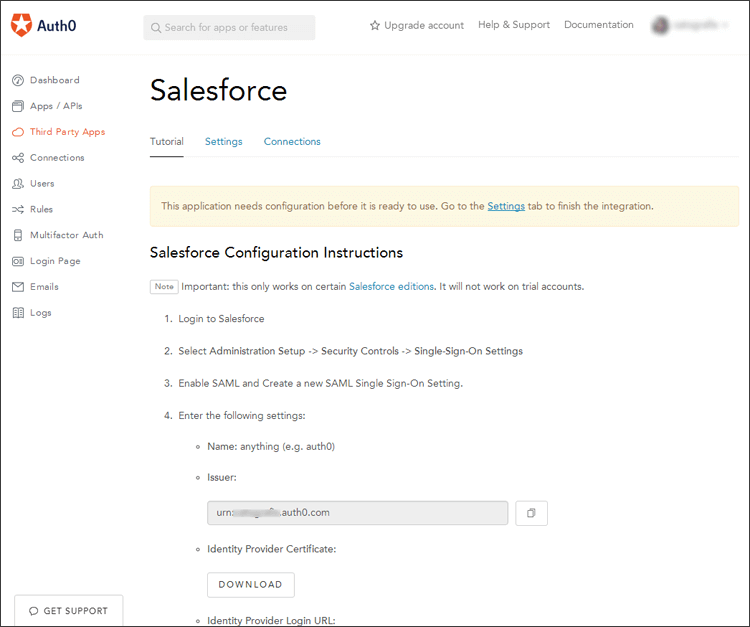 Auth0
Search for apps or features
Upgrade account
Help & Support
Documentation
Dashboard
Apps / APIs
Third Party Apps
Connections
Users
Rules
Multifactor Auth
Login Page
Emails
Logs
GET SUPPORT
Salesforce
Tutorial Settings Connections
This application needs configuration before it is ready to use. Go to the Settings tab to finish the integration.
Salesforce Configuration Instructions
Note Important: this only works on certain Salesforce editions. It will not work on trial accounts.
1. Login to Salesforce
2. Select Administration Setup -> Security Controls -> Single-Sign-On Settings
3. Enable SAML and Create a new SAML Single Sign-On Setting.
4. Enter the following settings:
Name: anything (e.g. auth0)
Issuer:
urn: .auth0.com
Identity Provider Certificate:
DOWNLOAD
Identity Provider Login URL: